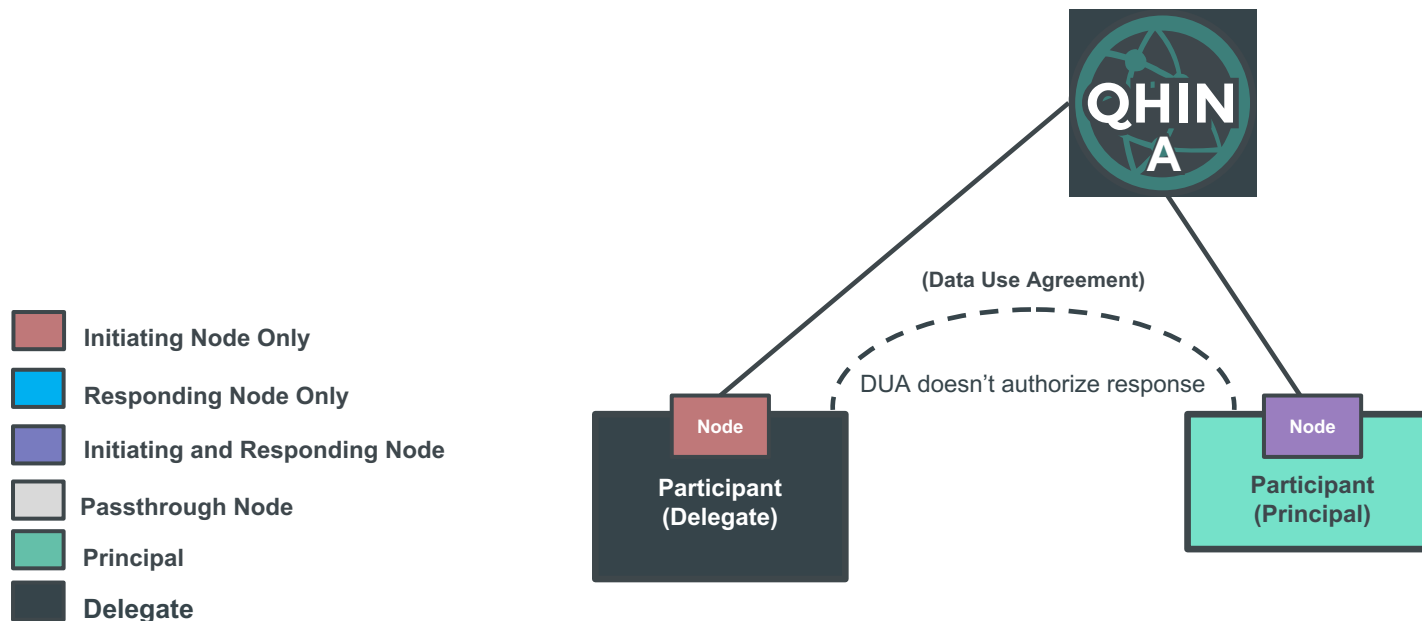 QHIN
A
(Data Use Agreement)
Initiating Node Only
DUA doesn’t authorize response
Responding Node Only
Node
Node
Initiating and Responding Node
Participant
(Delegate)
Participant
(Principal)
Passthrough Node
Principal
Delegate